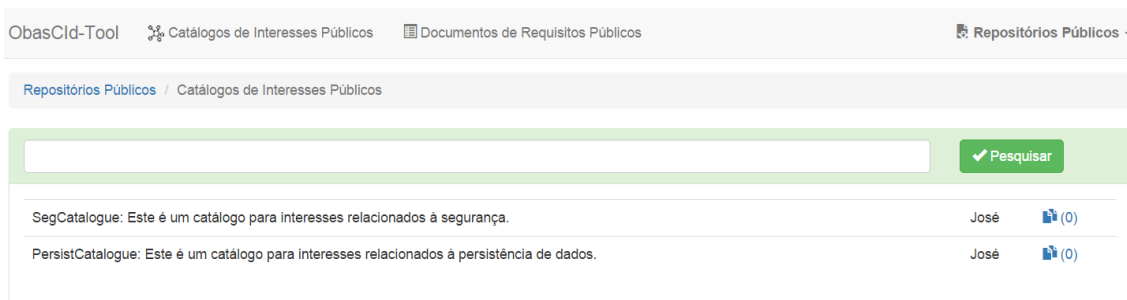 ObasCId-Tool Catálogos de Interesses Públicos Documentos de Requisitos Públicos Repositórios Públicos
Repositórios Públicos / Catálogos de Interesses Públicos
Pesquisar
SegCatalogue: Este é um catálogo para interesses relacionados à segurança. José (0)
PersistCatalogue: Este é um catálogo para interesses relacionados à persistência de dados. José (0)